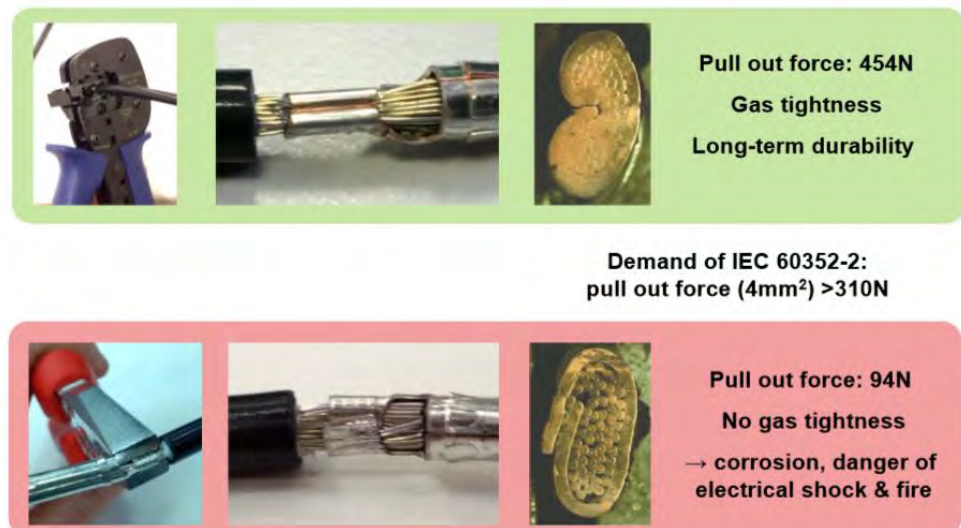 Pull out force: 454N
Gas tightness
Long-term durability
Demand of IEC 60352-2:
pull out force (4mm²) >310N
Pull out force: 94N
No gas tightness
→ corrosion, danger of
electrical shock & fire